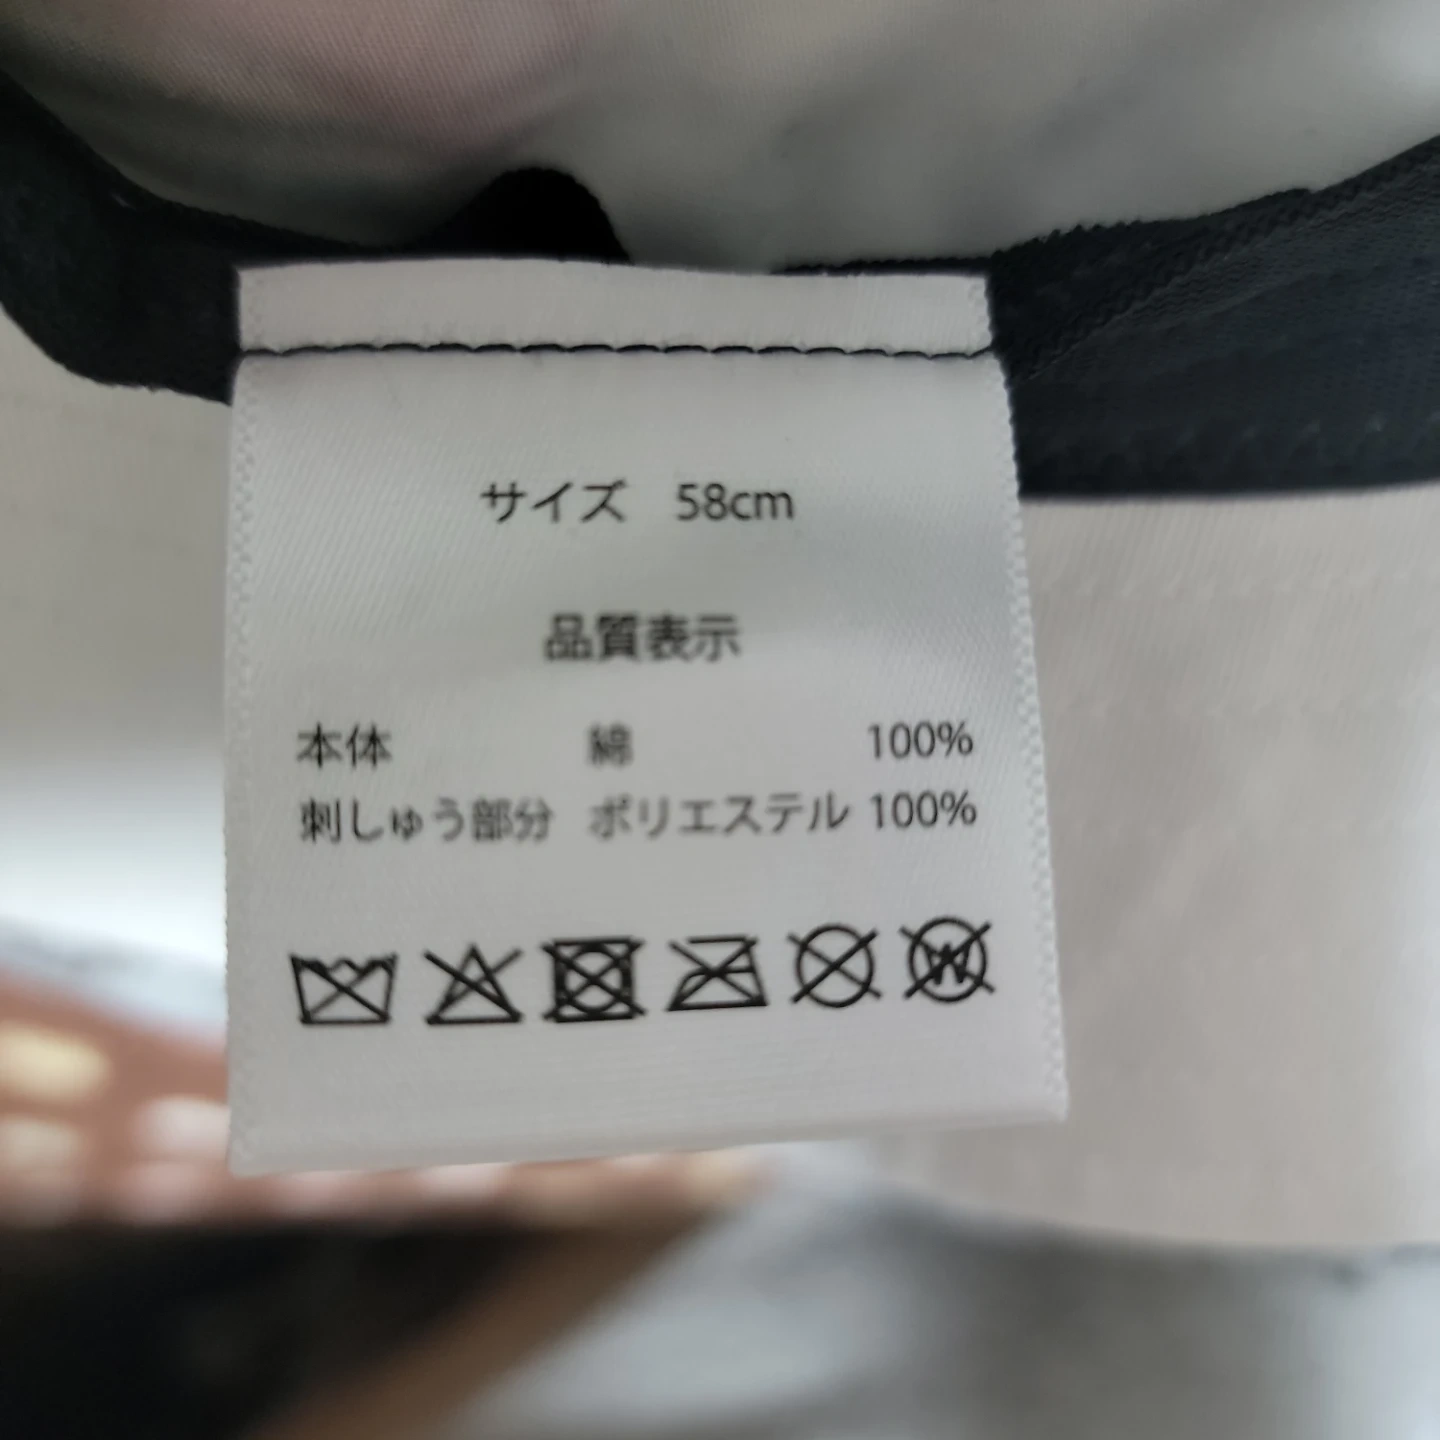 サイズ 58cm
品質表示
本体 綿 100%
刺しゅう部分 ポリエステル 100%
W